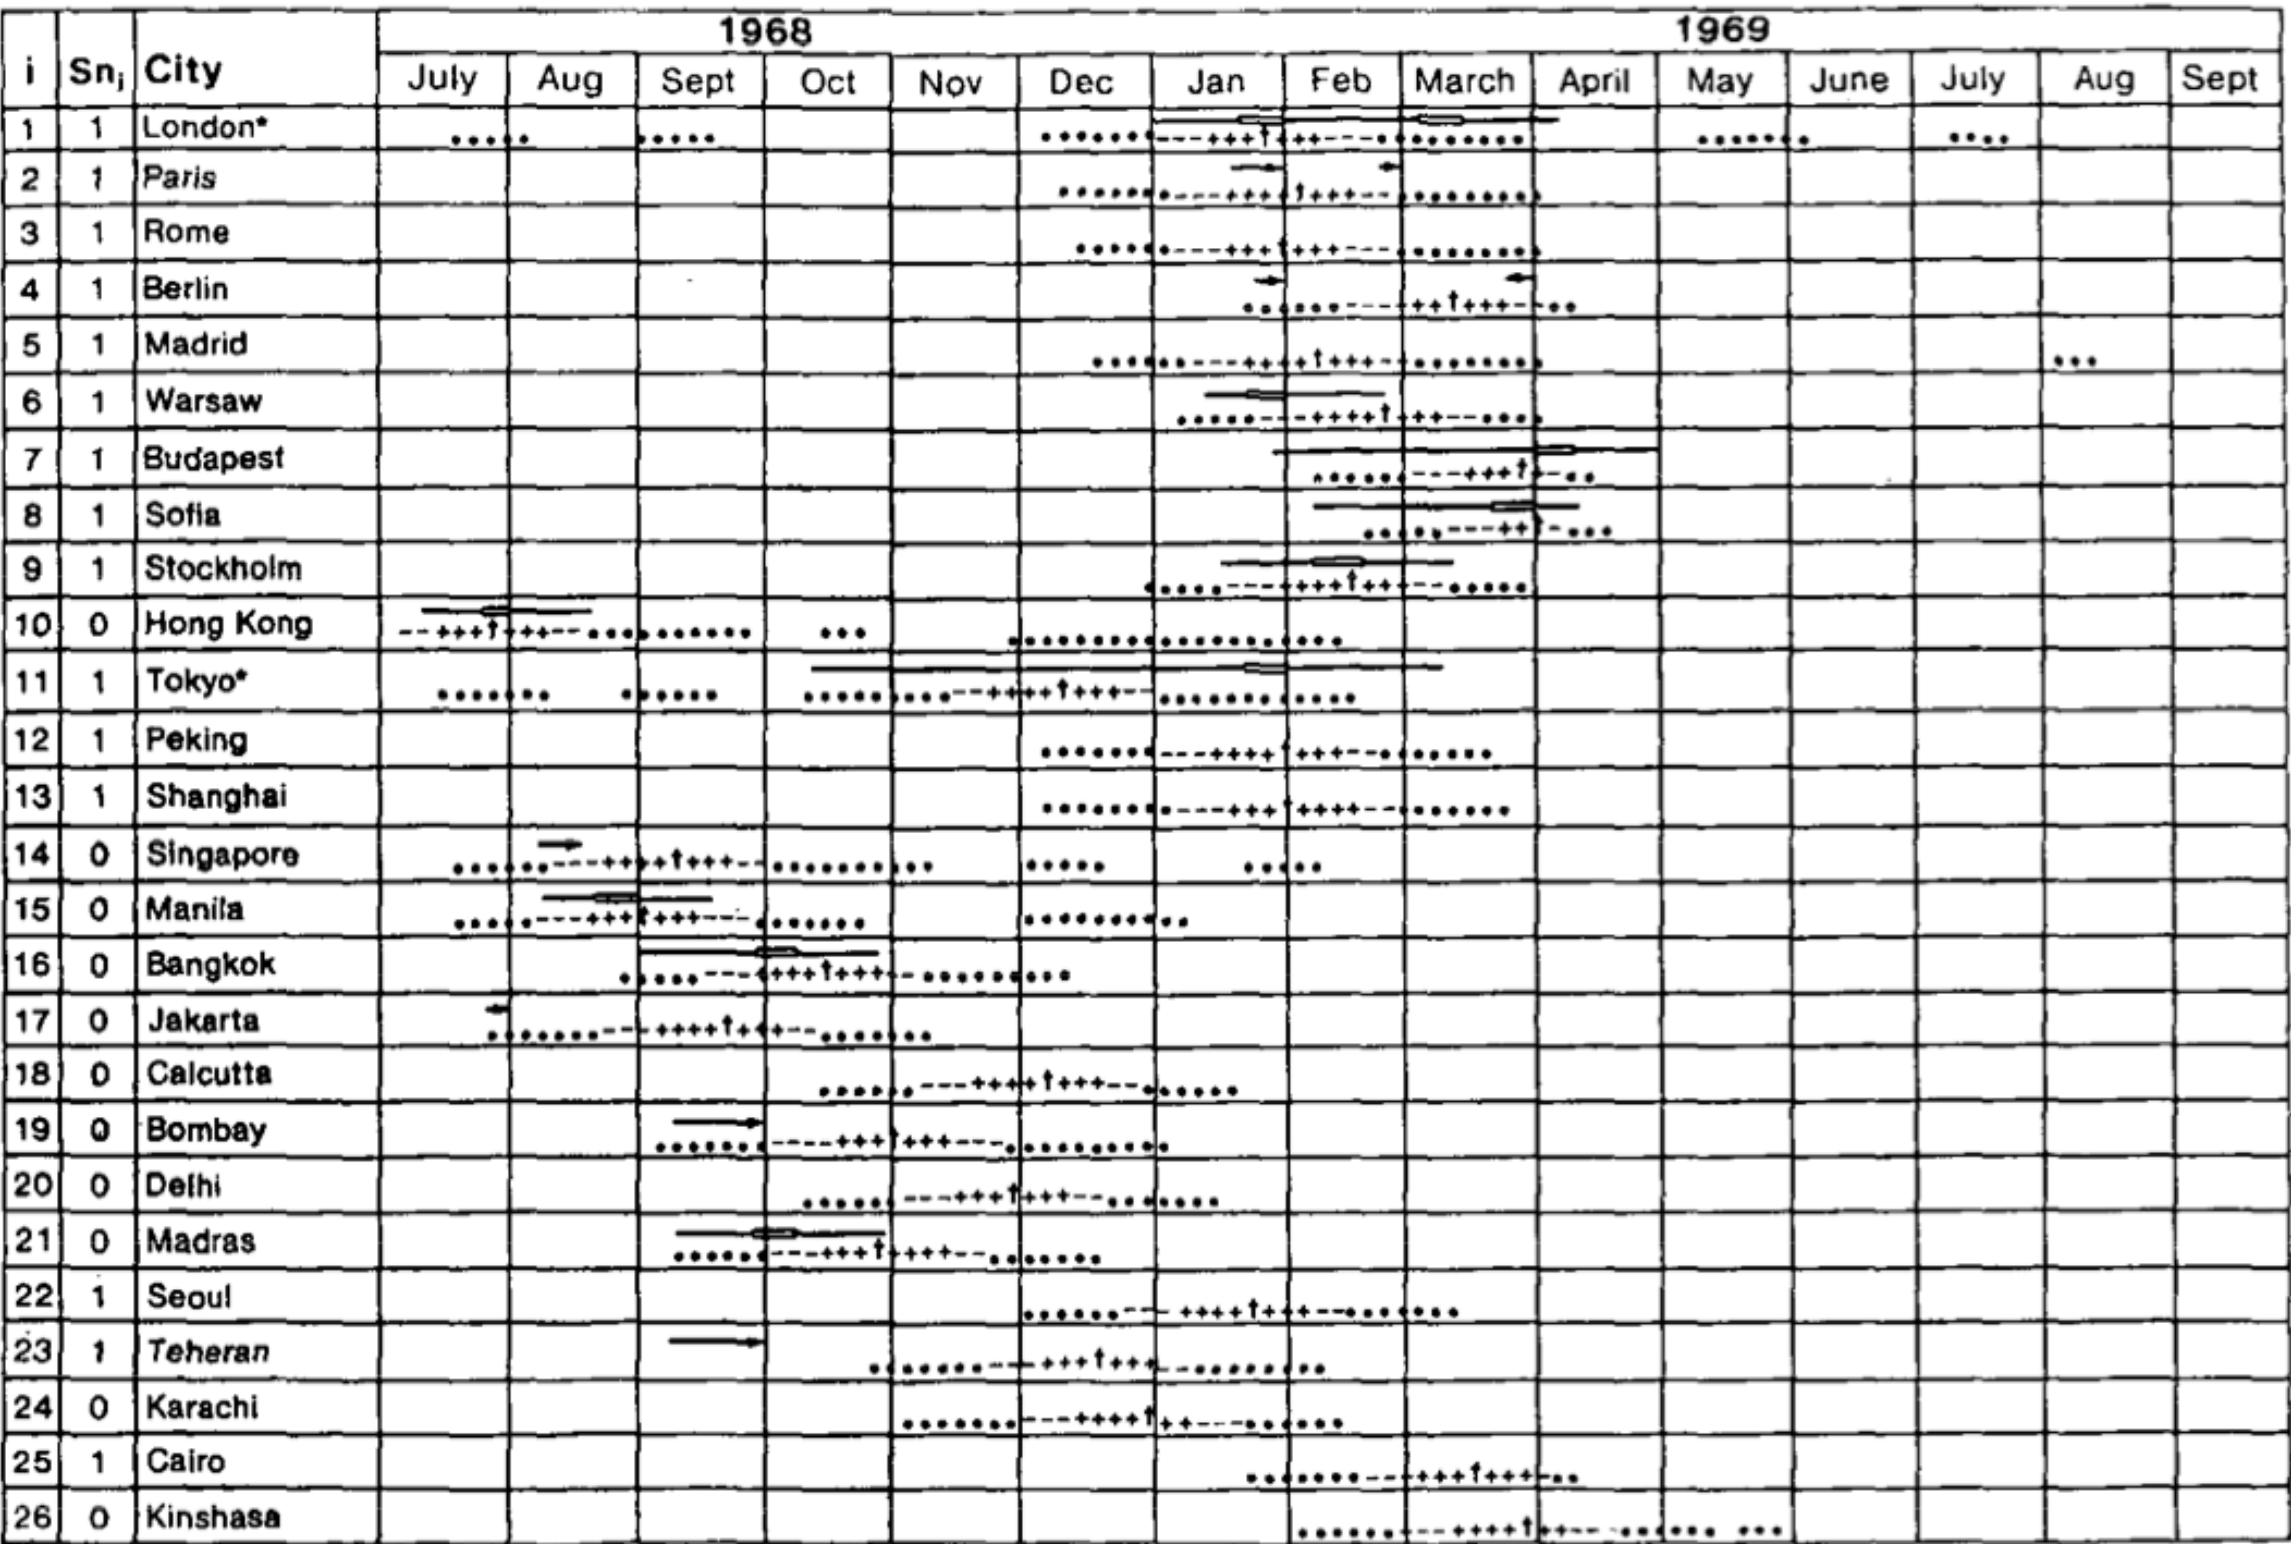 1968 1969
i Snᵢ City July Aug Sept Oct Nov Dec Jan Feb March April May June July Aug Sept
1 1 London*
2 1 Paris
3 1 Rome
4 1 Berlin
5 1 Madrid
6 1 Warsaw
7 1 Budapest
8 1 Sofia
9 1 Stockholm
10 0 Hong Kong
11 1 Tokyo*
12 1 Peking
13 1 Shanghai
14 0 Singapore
15 0 Manila
16 0 Bangkok
17 0 Jakarta
18 0 Calcutta
19 0 Bombay
20 0 Delhi
21 0 Madras
22 1 Seoul
23 1 Teheran
24 0 Karachi
25 1 Cairo
26 0 Kinshasa